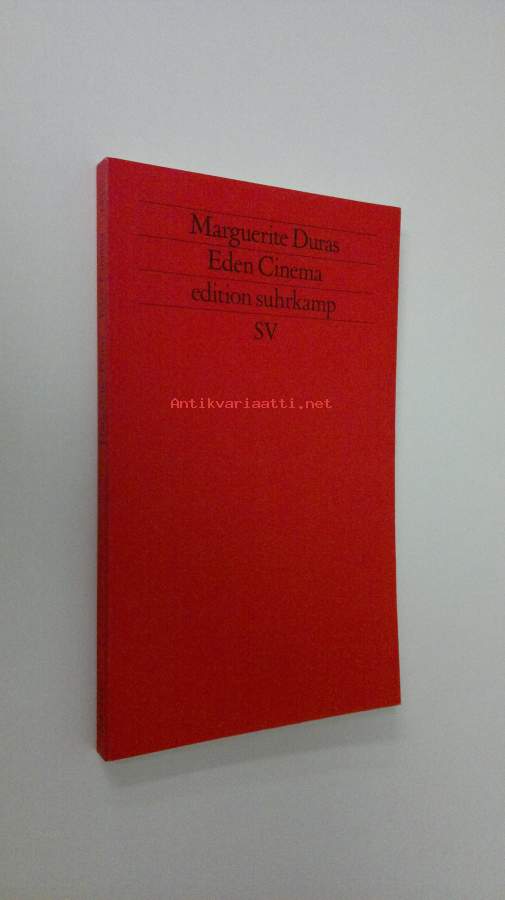 Marguerite Duras
Eden Cinema
edition suhrkamp
SV
Antikvariaatti.net